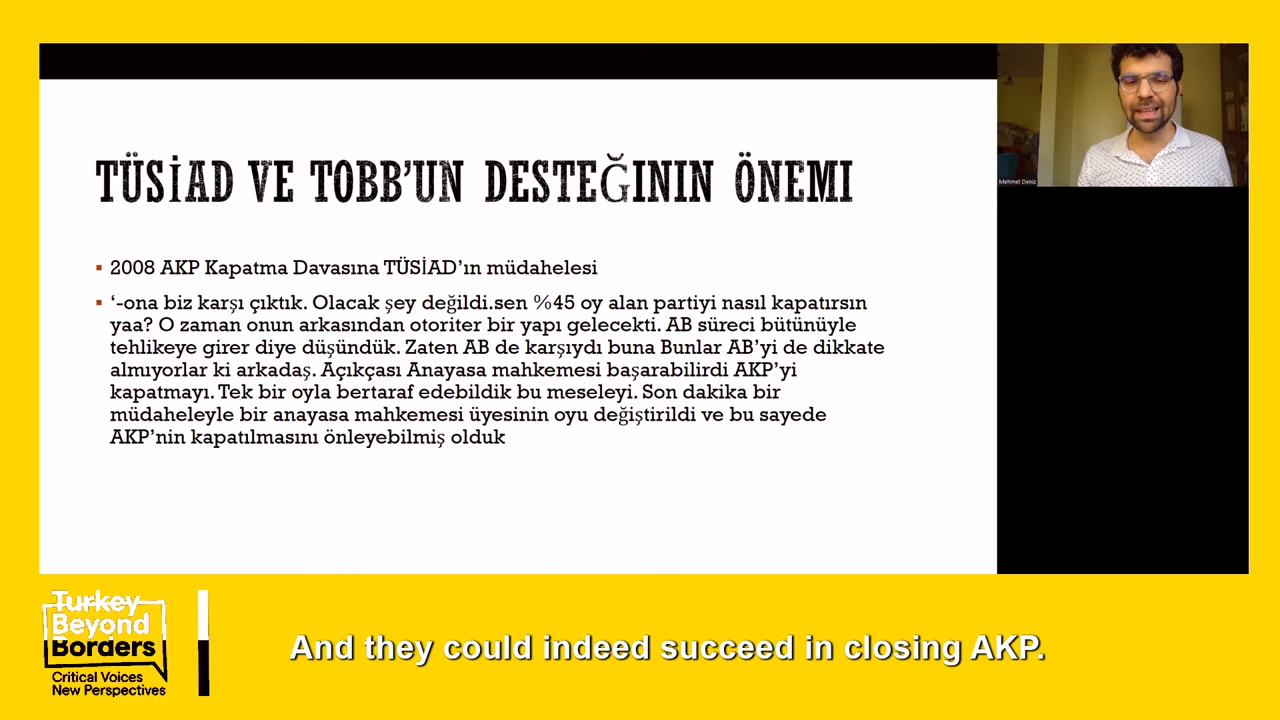 TÜSİAD VE TOBB'UN DESTEĞININ ÖNEMI
Mehmet Deniz
▪ 2008 AKP Kapatma Davasına TÜSİAD'ın müdahelesi
▪ '-ona biz karşı çıktık. Olacak şey değildi.sen %45 oy alan partiyi nasıl kapatırsın
yaa? O zaman onun arkasından otoriter bir yapı gelecekti. AB süreci bütünüyle
tehlikeye girer diye düşündük. Zaten AB de karşıydı buna Bunlar AB'yi de dikkate
almıyorlar ki arkadaş. Açıkçası Anayasa mahkemesi başarabilirdi AKP'yi
kapatmayı. Tek bir oyla bertaraf edebildik bu meseleyi. Son dakika bir
müdaheleyle bir anayasa mahkemesi üyesinin oyu değiştirildi ve bu sayede
AKP'nin kapatılmasını önleyebilmiş olduk
Turkey
Beyond
Borders
Critical Voices
New Perspectives
And they could indeed succeed in closing AKP.